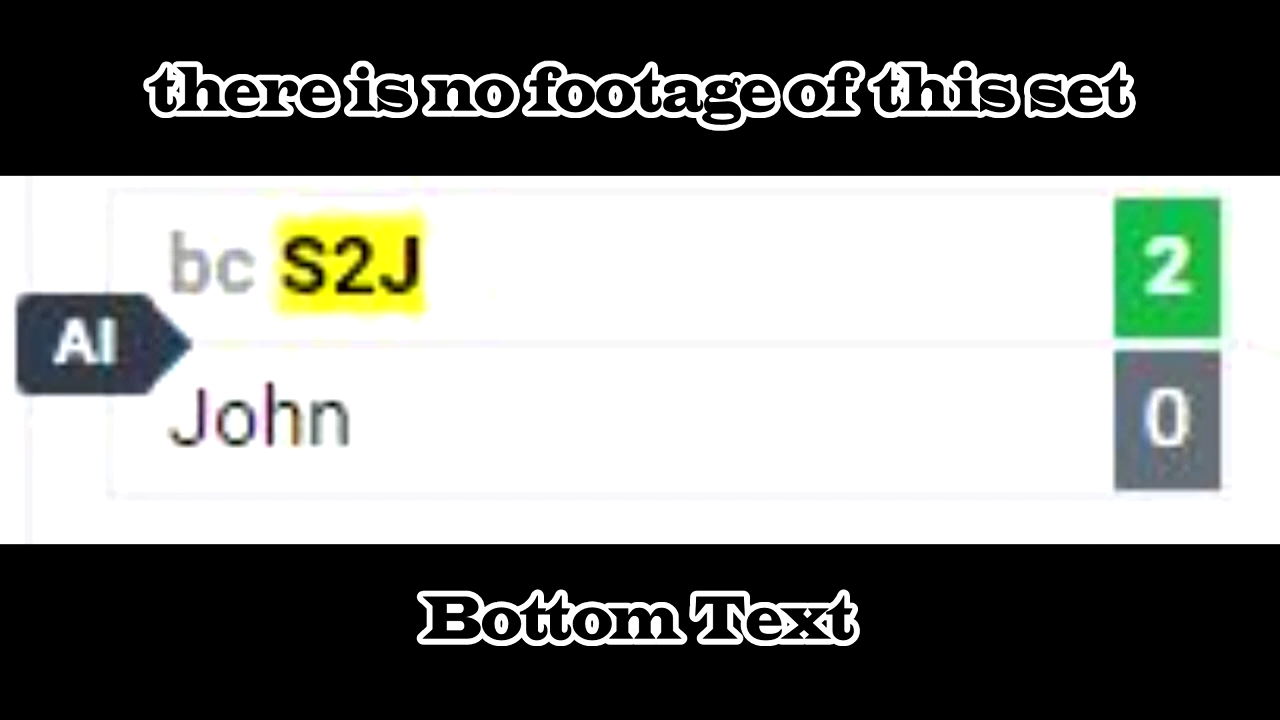 there is no footage of this set
bc S2J 2
AI
John 0
Bottom Text